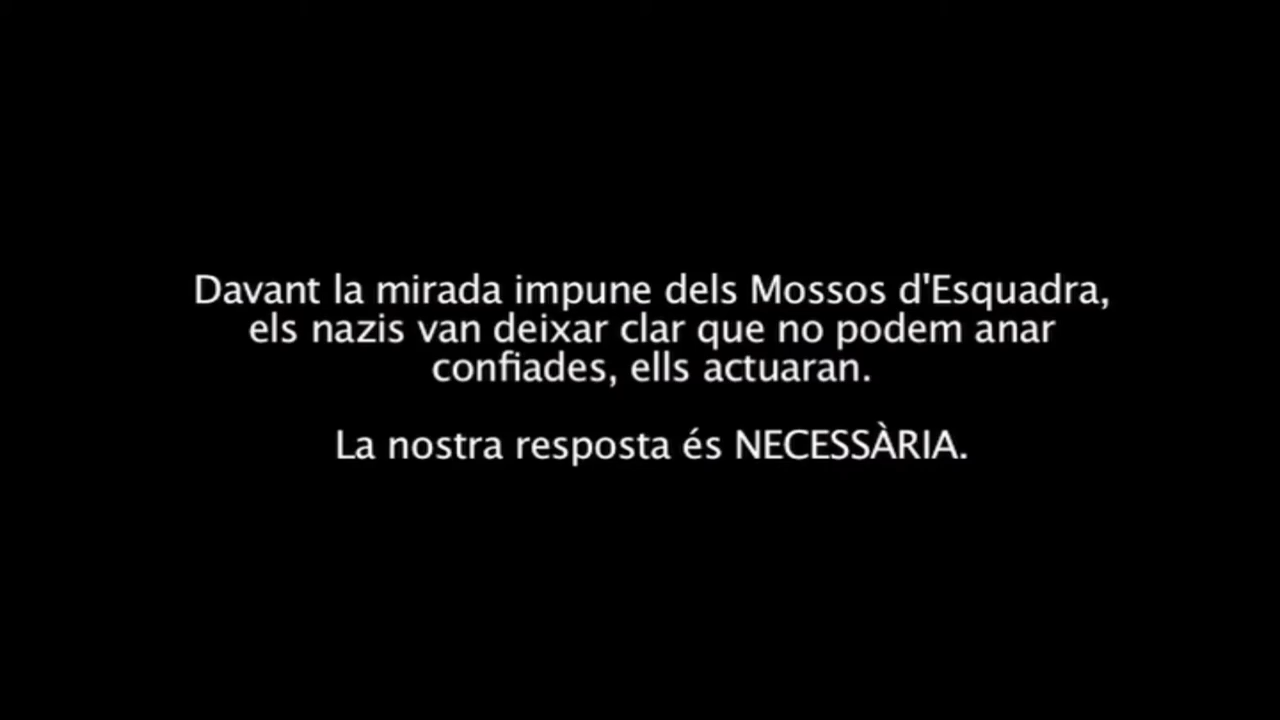 Davant la mirada impune dels Mossos d'Esquadra,
els nazis van deixar clar que no podem anar
confiades, ells actuaran.
La nostra resposta és NECESSÀRIA.